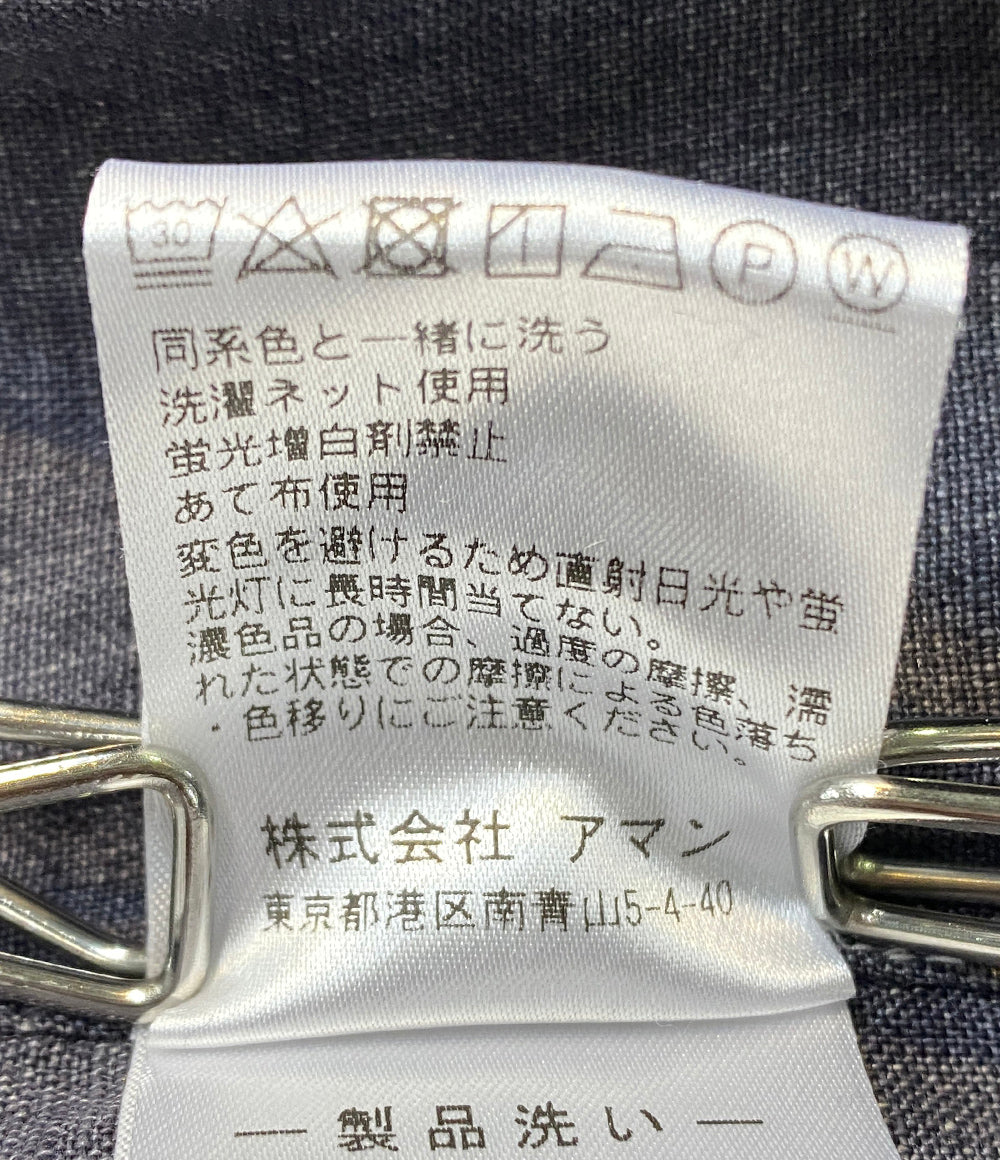 30 P W
同系色と一緒に洗う
洗濯ネット使用
蛍光増白剤禁止
あて布使用
変色を避けるため直射日光や蛍
光灯に長時間当てない。
濃色品の場合、過度の摩擦、濡
れた状態での摩擦による色落ち
・色移りにご注意ください。
株式会社 アマン
東京都港区南青山5-4-40
— 製品洗い —